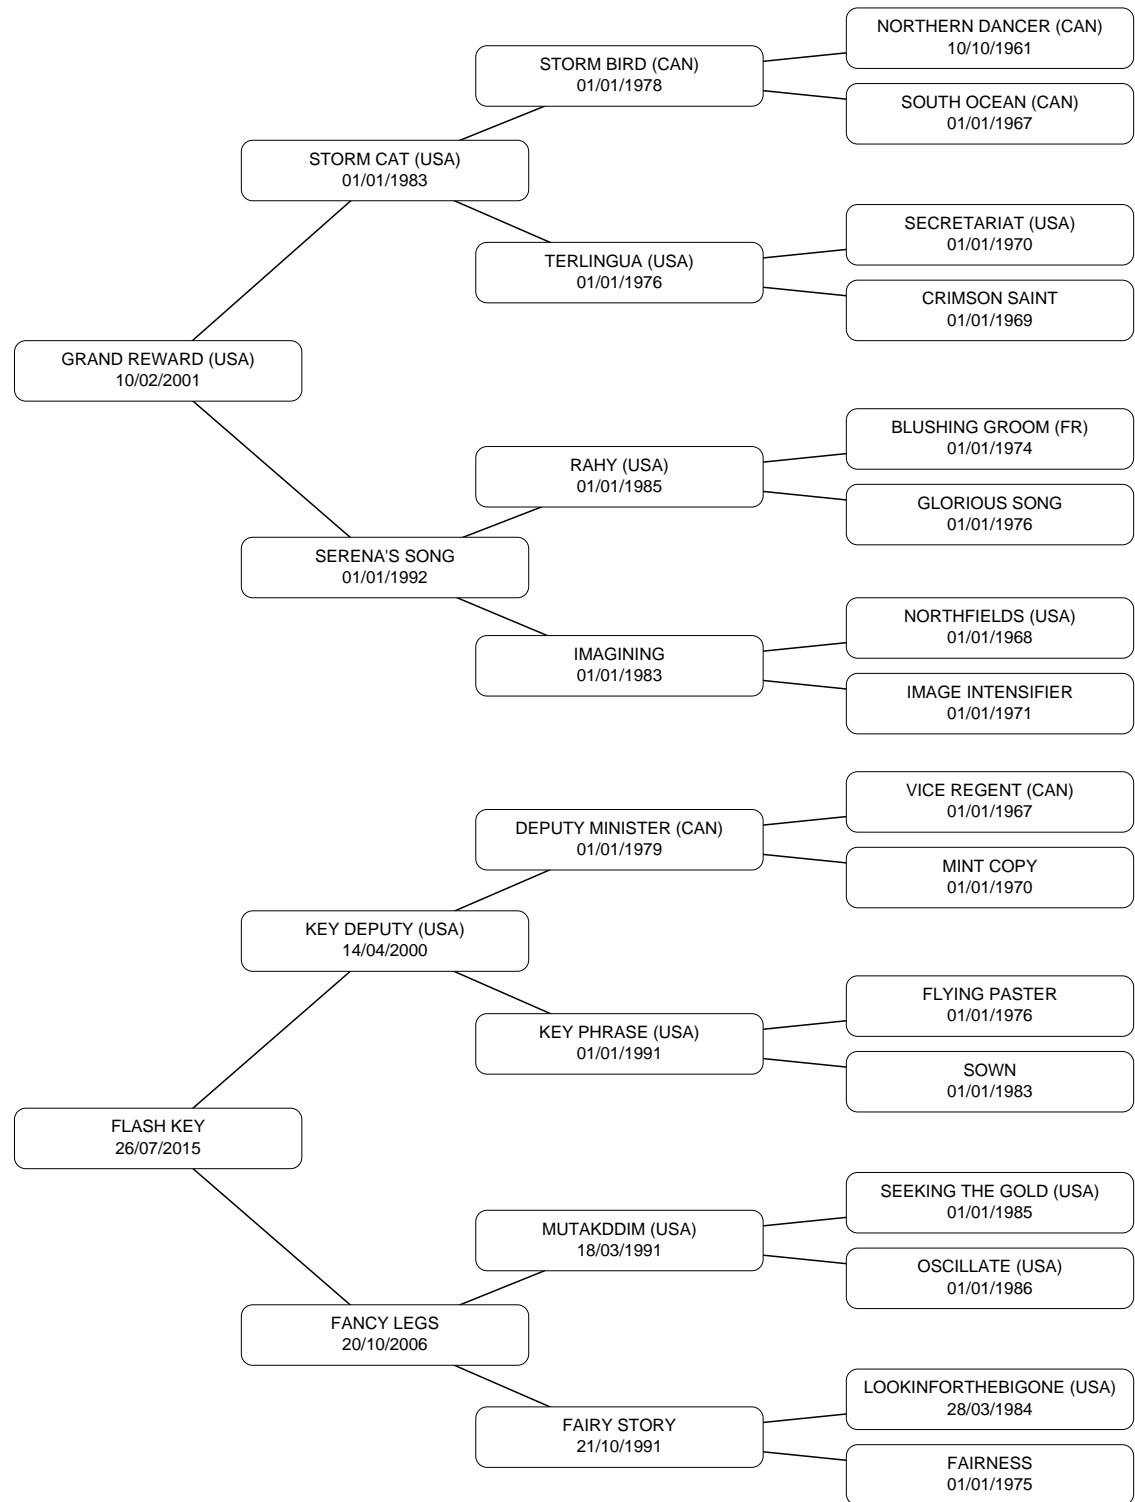 NORTHERN DANCER (CAN)
10/10/1961
STORM BIRD (CAN)
01/01/1978
SOUTH OCEAN (CAN)
01/01/1967
STORM CAT (USA)
01/01/1983
SECRETARIAT (USA)
01/01/1970
TERLINGUA (USA)
01/01/1976
CRIMSON SAINT
01/01/1969
GRAND REWARD (USA)
10/02/2001
BLUSHING GROOM (FR)
01/01/1974
RAHY (USA)
01/01/1985
GLORIOUS SONG
01/01/1976
SERENA'S SONG
01/01/1992
NORTHFIELDS (USA)
01/01/1968
IMAGINING
01/01/1983
IMAGE INTENSIFIER
01/01/1971
VICE REGENT (CAN)
01/01/1967
DEPUTY MINISTER (CAN)
01/01/1979
MINT COPY
01/01/1970
KEY DEPUTY (USA)
14/04/2000
FLYING PASTER
01/01/1976
KEY PHRASE (USA)
01/01/1991
SOWN
01/01/1983
FLASH KEY
26/07/2015
SEEKING THE GOLD (USA)
01/01/1985
MUTAKDDIM (USA)
18/03/1991
OSCILLATE (USA)
01/01/1986
FANCY LEGS
20/10/2006
LOOKINFORTHEBIGONE (USA)
28/03/1984
FAIRY STORY
21/10/1991
FAIRNESS
01/01/1975